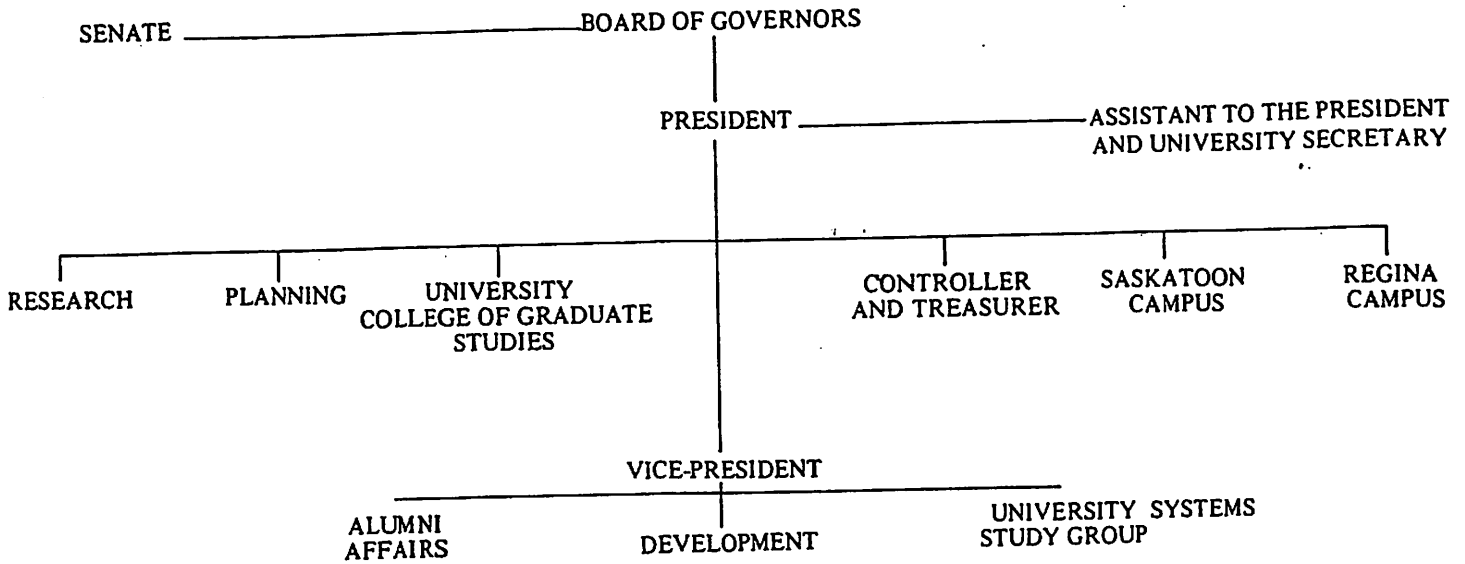 SENATE
BOARD OF GOVERNORS
PRESIDENT
ASSISTANT TO THE PRESIDENT
AND UNIVERSITY SECRETARY
RESEARCH
PLANNING
UNIVERSITY
COLLEGE OF GRADUATE
STUDIES
CONTROLLER
AND TREASURER
SASKATOON
CAMPUS
REGINA
CAMPUS
VICE-PRESIDENT
ALUMNI
AFFAIRS
DEVELOPMENT
UNIVERSITY SYSTEMS
STUDY GROUP